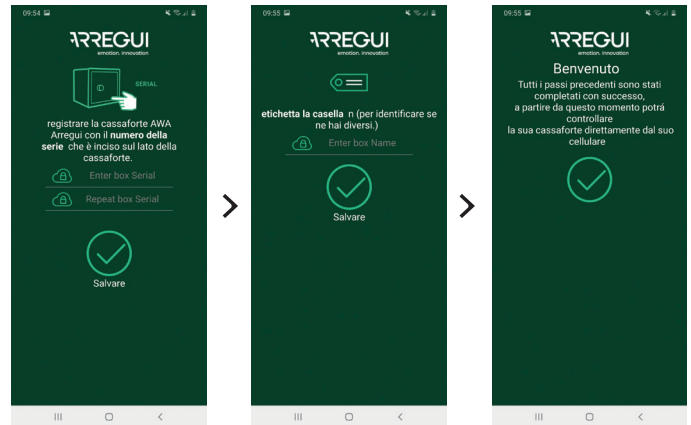 09:54
ARREGUI
emotion. innovation
SERIAL
registrare la cassaforte AWA
Arregui con il numero della
serie che è inciso sul lato della
cassaforte.
Enter box Serial
Repeat box Serial
Salvare
09:55
ARREGUI
emotion. innovation
etichetta la casella n (per identificare se
ne hai diversi.)
Enter box Name
Salvare
09:55
ARREGUI
emotion. innovation
Benvenuto
Tutti i passi precedenti sono stati
completati con successo,
a partire da questo momento potrá
controllare
la sua cassaforte direttamente dal suo
cellulare